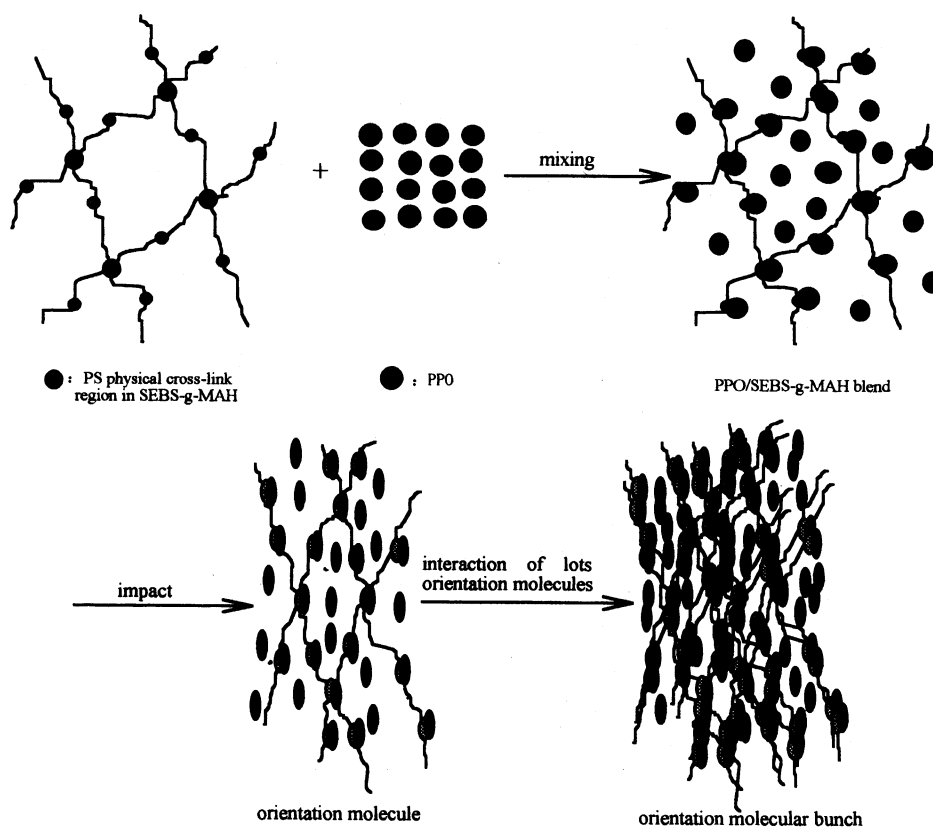 +
mixing
: PS physical cross-link
region in SEBS-g-MAH
: PPO
PPO/SEBS-g-MAH blend
impact
interaction of lots
orientation molecules
orientation molecule
orientation molecular bunch